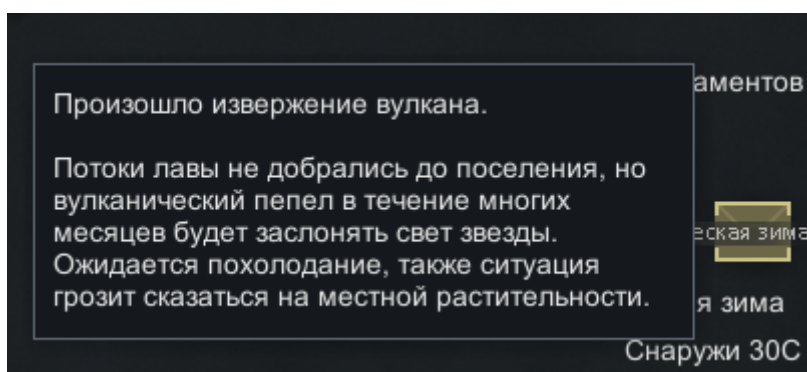 Произошло извержение вулкана.
Потоки лавы не добрались до поселения, но
вулканический пепел в течение многих
месяцев будет заслонять свет звезды.
Ожидается похолодание, также ситуация
грозит сказаться на местной растительности.
аментов
еская зима
я зима
Снаружи 30C